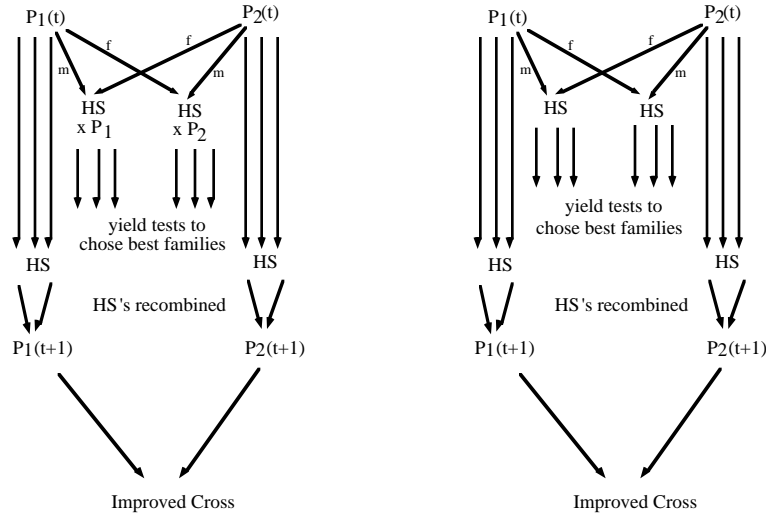 P1(t) P2(t)
f f
m m
HS HS
x P1 x P2
yield tests to
chose best families
HS HS
HS's recombined
P1(t+1) P2(t+1)
Improved Cross
P1(t) P2(t)
f f
m m
HS HS
yield tests to
chose best families
HS HS
HS's recombined
P1(t+1) P2(t+1)
Improved Cross